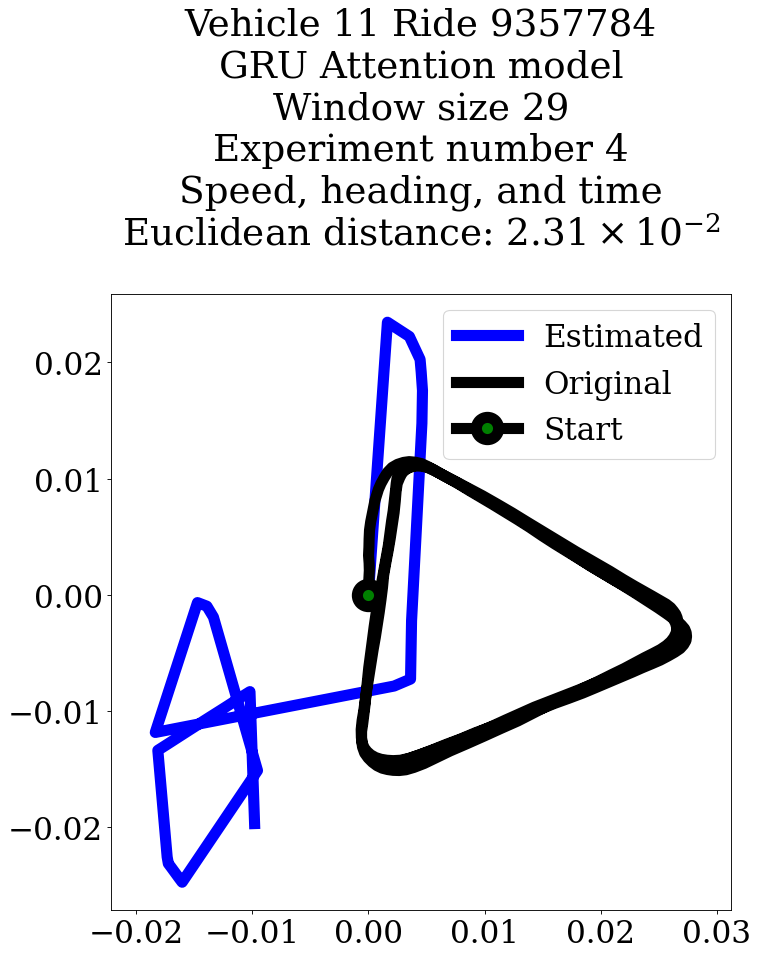 Vehicle 11 Ride 9357784
GRU Attention model
Window size 29
Experiment number 4
Speed, heading, and time
Euclidean distance: 2.31 × 10⁻²
Estimated
Original
Start
0.02
0.01
0.00
−0.01
−0.02
−0.02 −0.01 0.00 0.01 0.02 0.03